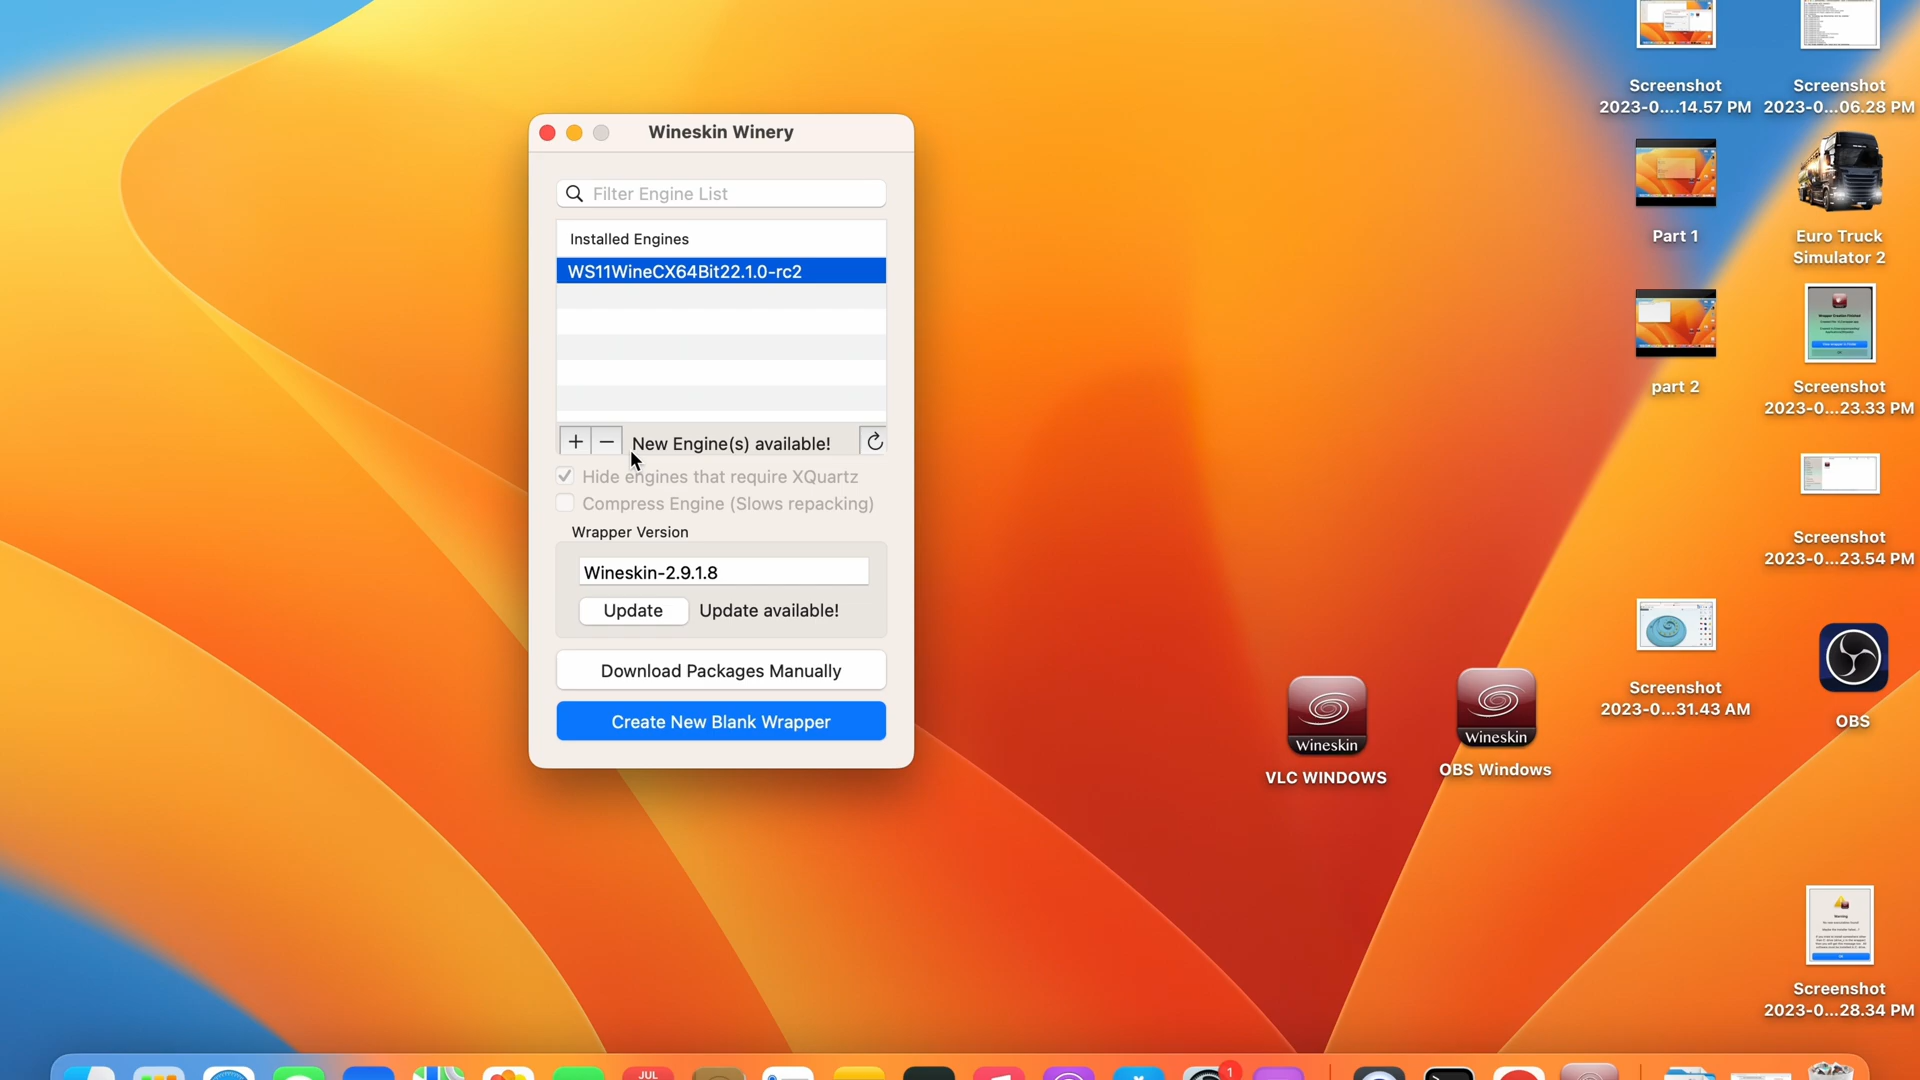 Wineskin Winery
Filter Engine List
Installed Engines
WS11WineCX64Bit22.1.0-rc2
New Engine(s) available!
Hide engines that require XQuartz
Compress Engine (Slows repacking)
Wrapper Version
Wineskin-2.9.1.8
Update
Update available!
Download Packages Manually
Create New Blank Wrapper
Screenshot
2023-0....14.57 PM
Screenshot
2023-0...06.28 PM
Part 1
Euro Truck
Simulator 2
part 2
Screenshot
2023-0...23.33 PM
Screenshot
2023-0...23.54 PM
Screenshot
2023-0...31.43 AM
OBS
Wineskin
VLC WINDOWS
Wineskin
OBS Windows
Warning
Screenshot
2023-0...28.34 PM
JUL
1